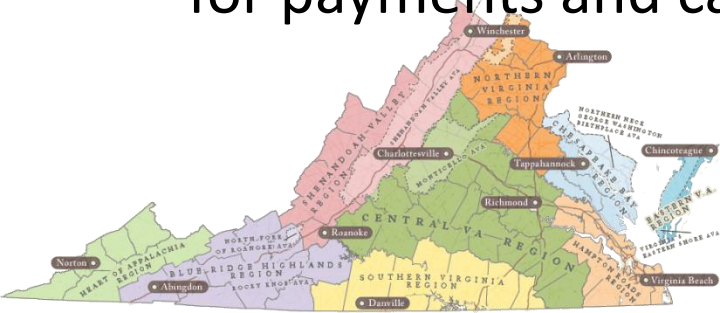 for payments and ca
Winchester
Arlington
NORTHERN
VIRGINIA
REGION
SHENANDOAH VALLEY
REGION
SHENANDOAH VALLEY AVA
NORTHERN NECK
GEORGE WASHINGTON
BIRTHPLACE AVA
CHESAPEAKE BAY
REGION
Chincoteague
Charlottesville
MONTICELLO AVA
Tappahannock
EASTERN VA
REGION
VIRGINIA
EASTERN SHORE AVA
Richmond
CENTRAL VA REGION
HAMPTON ROADS
REGION
Roanoke
NORTH FORK
OF ROANOKE AVA
Norton
HEART OF APPALACHIA
REGION
BLUE RIDGE HIGHLANDS
REGION
ROCKY KNOB AVA
Abingdon
SOUTHERN VIRGINIA
REGION
Danville
Virginia Beach